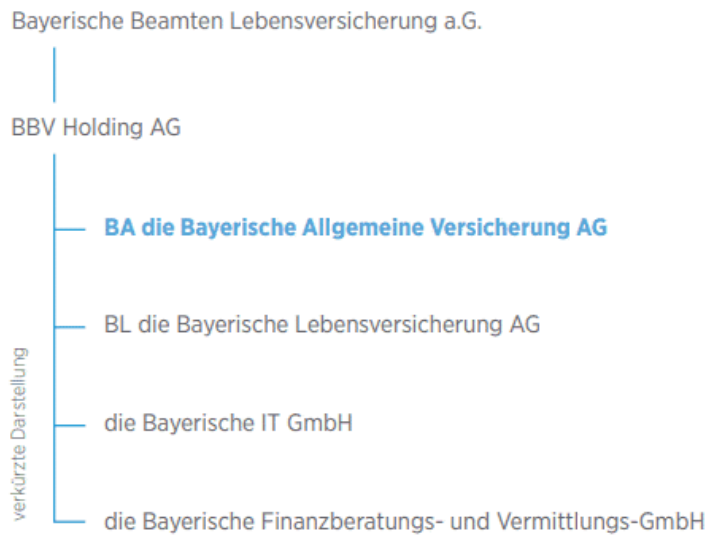 Bayerische Beamten Lebensversicherung a.G.
BBV Holding AG
BA die Bayerische Allgemeine Versicherung AG
BL die Bayerische Lebensversicherung AG
die Bayerische IT GmbH
die Bayerische Finanzberatungs- und Vermittlungs-GmbH
verkürzte Darstellung